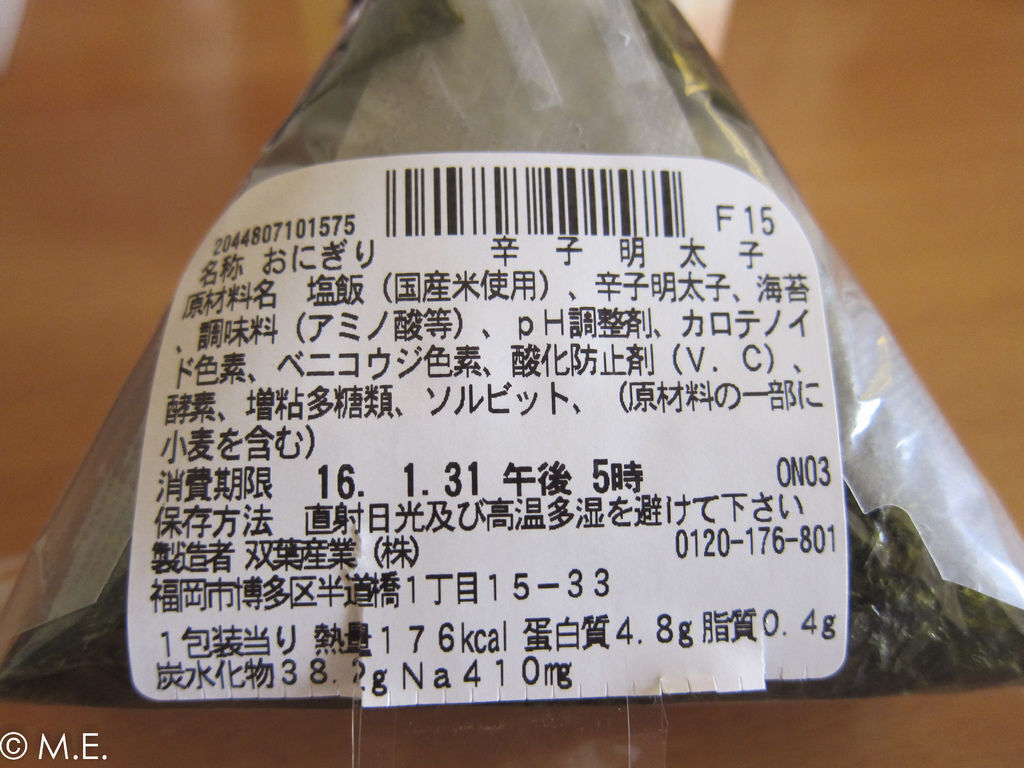 F15
2044807101575
名称 おにぎり 辛子明太子
原材料名 塩飯（国産米使用）、辛子明太子、海苔
、調味料（アミノ酸等）、ｐＨ調整剤、カロテノイ
ド色素、ベニコウジ色素、酸化防止剤（Ｖ．Ｃ）、
酵素、増粘多糖類、ソルビット、（原材料の一部に
小麦を含む）
消費期限 16. 1.31 午後 5時 0N03
保存方法 直射日光及び高温多湿を避けて下さい
製造者 双葉産業（株） 0120-176-801
福岡市博多区半道橋１丁目１５－３３
１包装当り 熱量１７６kcal 蛋白質４.８g 脂質０.４g
炭水化物３８.２g Ｎａ４１０mg
© M.E.